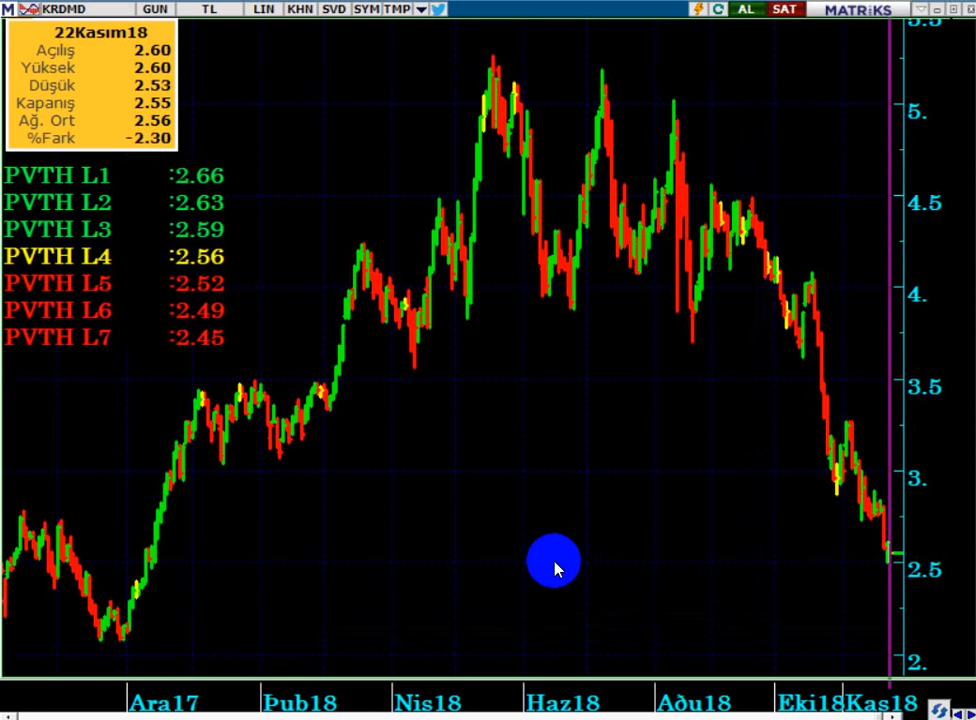 M KRDMD GUN TL LIN KHN SVD SYM TMP AL SAT MATRiKS
22Kasım18
Açılış 2.60
Yüksek 2.60
Düşük 2.53
Kapanış 2.55
Ağ. Ort 2.56
%Fark -2.30
PVTH L1 :2.66
PVTH L2 :2.63
PVTH L3 :2.59
PVTH L4 :2.56
PVTH L5 :2.52
PVTH L6 :2.49
PVTH L7 :2.45
5.5
5.
4.5
4.
3.5
3.
2.5
2.
Ara17 Þub18 Nis18 Haz18 Aðu18 Eki18 Kas18